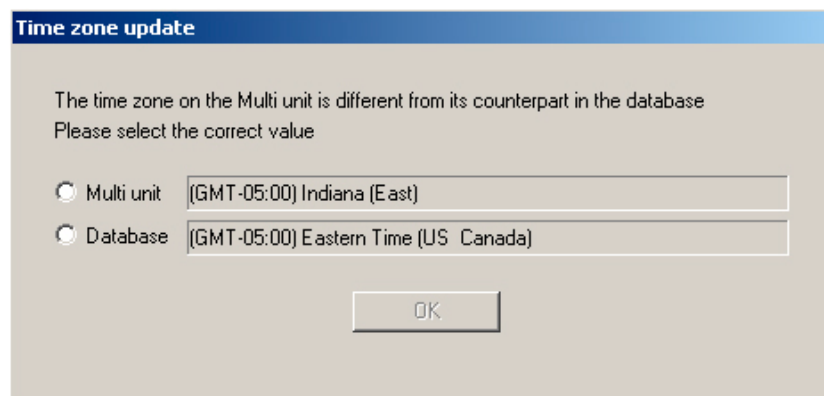 Time zone update
The time zone on the Multi unit is different from its counterpart in the database
Please select the correct value
Multi unit (GMT-05:00) Indiana (East)
Database (GMT-05:00) Eastern Time (US  Canada)
OK